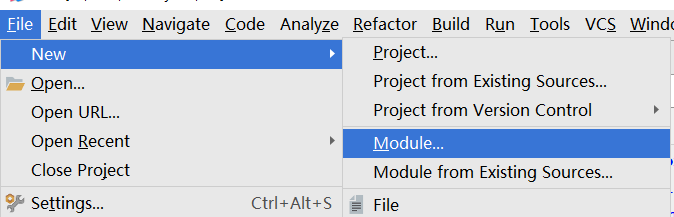 File Edit View Navigate Code Analyze Refactor Build Run Tools VCS Windo
New
Project...
Open...
Project from Existing Sources...
Open URL...
Project from Version Control
Open Recent
Module...
Close Project
Module from Existing Sources...
Settings... Ctrl+Alt+S
File